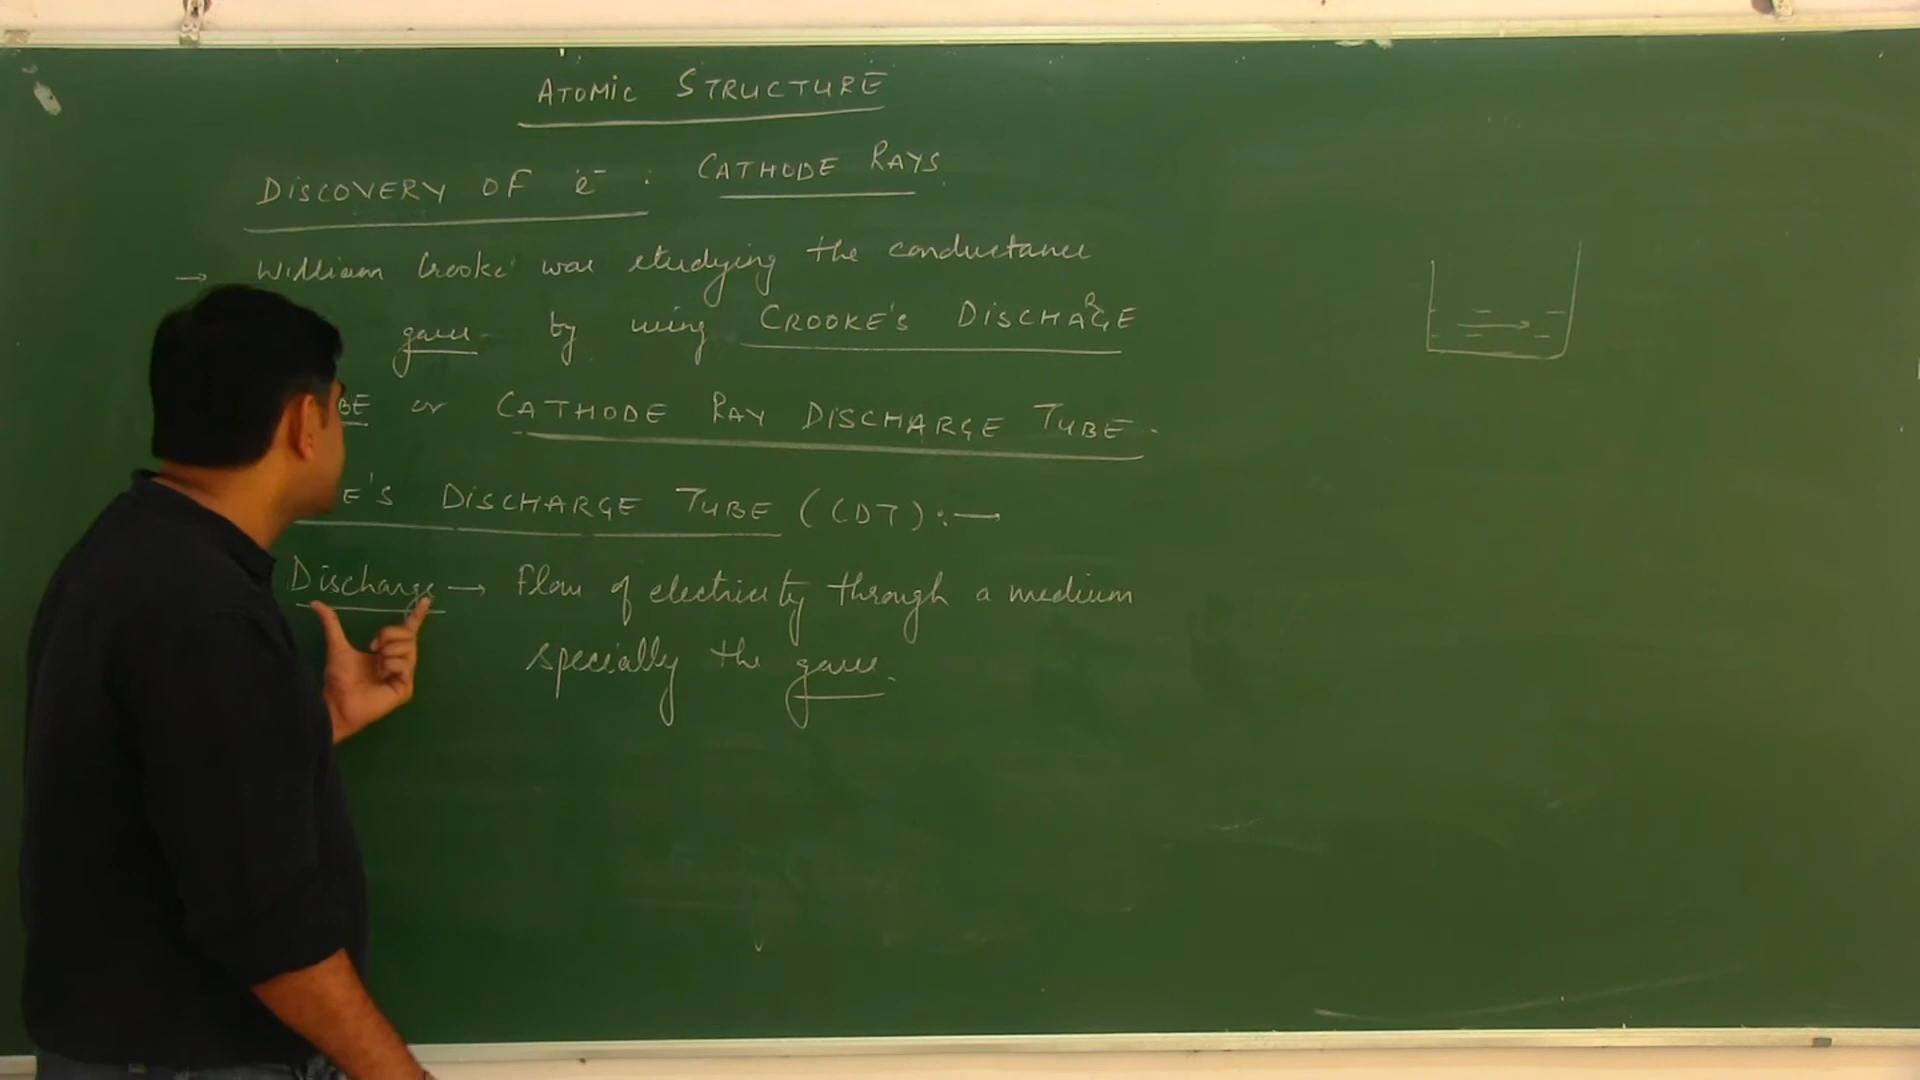 ATOMIC STRUCTURE
DISCOVERY OF e⁻ : CATHODE RAYS
→ William Crooke was studying the conductance
gases by using CROOKE'S DISCHARGE
BE or CATHODE RAY DISCHARGE TUBE.
E'S DISCHARGE TUBE (CDT) :→
Discharge → Flow of electricity through a medium
specially the gases.